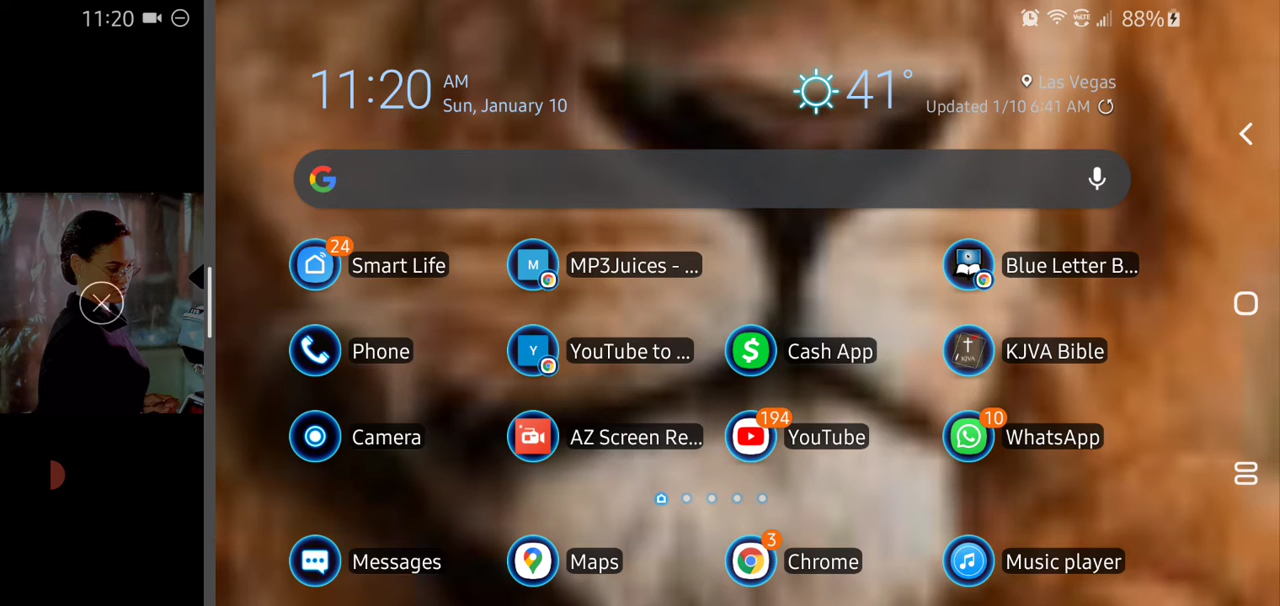 11:20
88%
11:20 AM
Sun, January 10
41°
Las Vegas
Updated 1/10 6:41 AM
24
Smart Life
M
MP3Juices - ...
Blue Letter B...
Phone
Y
YouTube to ...
$
Cash App
KJVA
KJVA Bible
Camera
AZ Screen Re...
194
YouTube
10
WhatsApp
Messages
Maps
3
Chrome
Music player